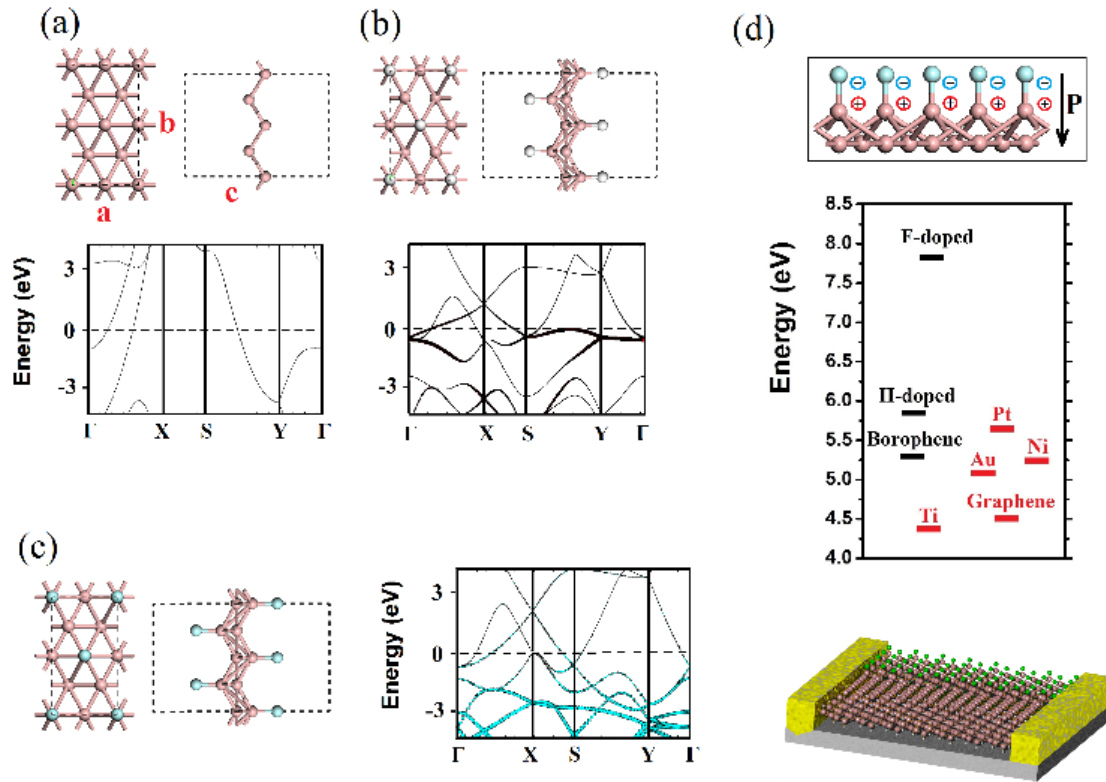 (a)
b
a
c
Energy (eV)
3
0
-3
Γ X S Y Γ
(b)
Energy (eV)
3
0
-3
Γ X S Y Γ
(c)
Energy (eV)
3
0
-3
Γ X S Y Γ
(d)
− − − − −
+ + + + +
P
Energy (eV)
8.5
8.0
7.5
7.0
6.5
6.0
5.5
5.0
4.5
4.0
F-doped
H-doped
Borophene
Pt
Ni
Au
Graphene
Ti